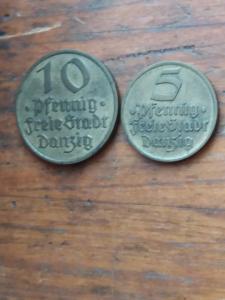 10
· Pfennig ·
Freie Stadt
Danzig
5
· Pfennig ·
Freie Stadt
Danzig